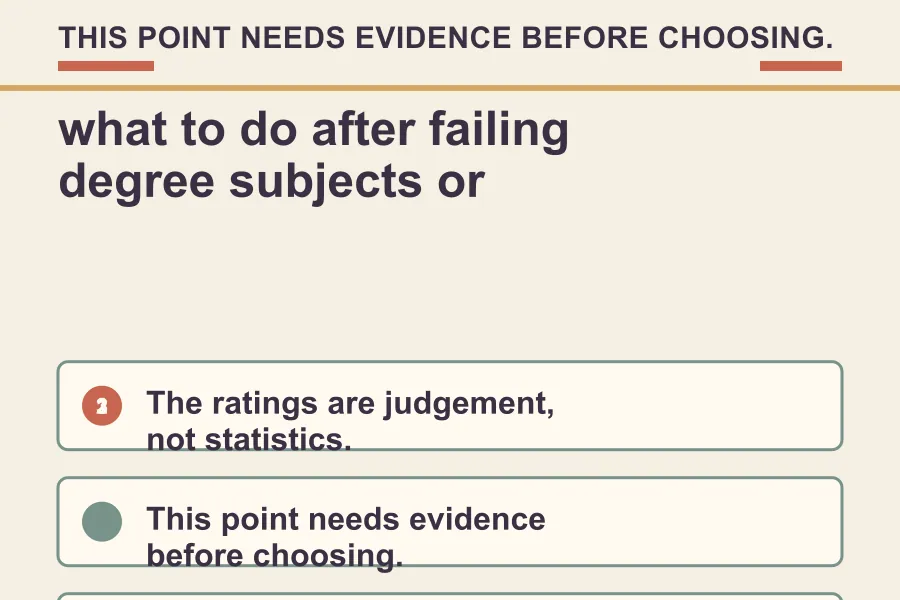 THIS POINT NEEDS EVIDENCE BEFORE CHOOSING.
what to do after failing
degree subjects or
The ratings are judgement,
not statistics.
This point needs evidence
before choosing.